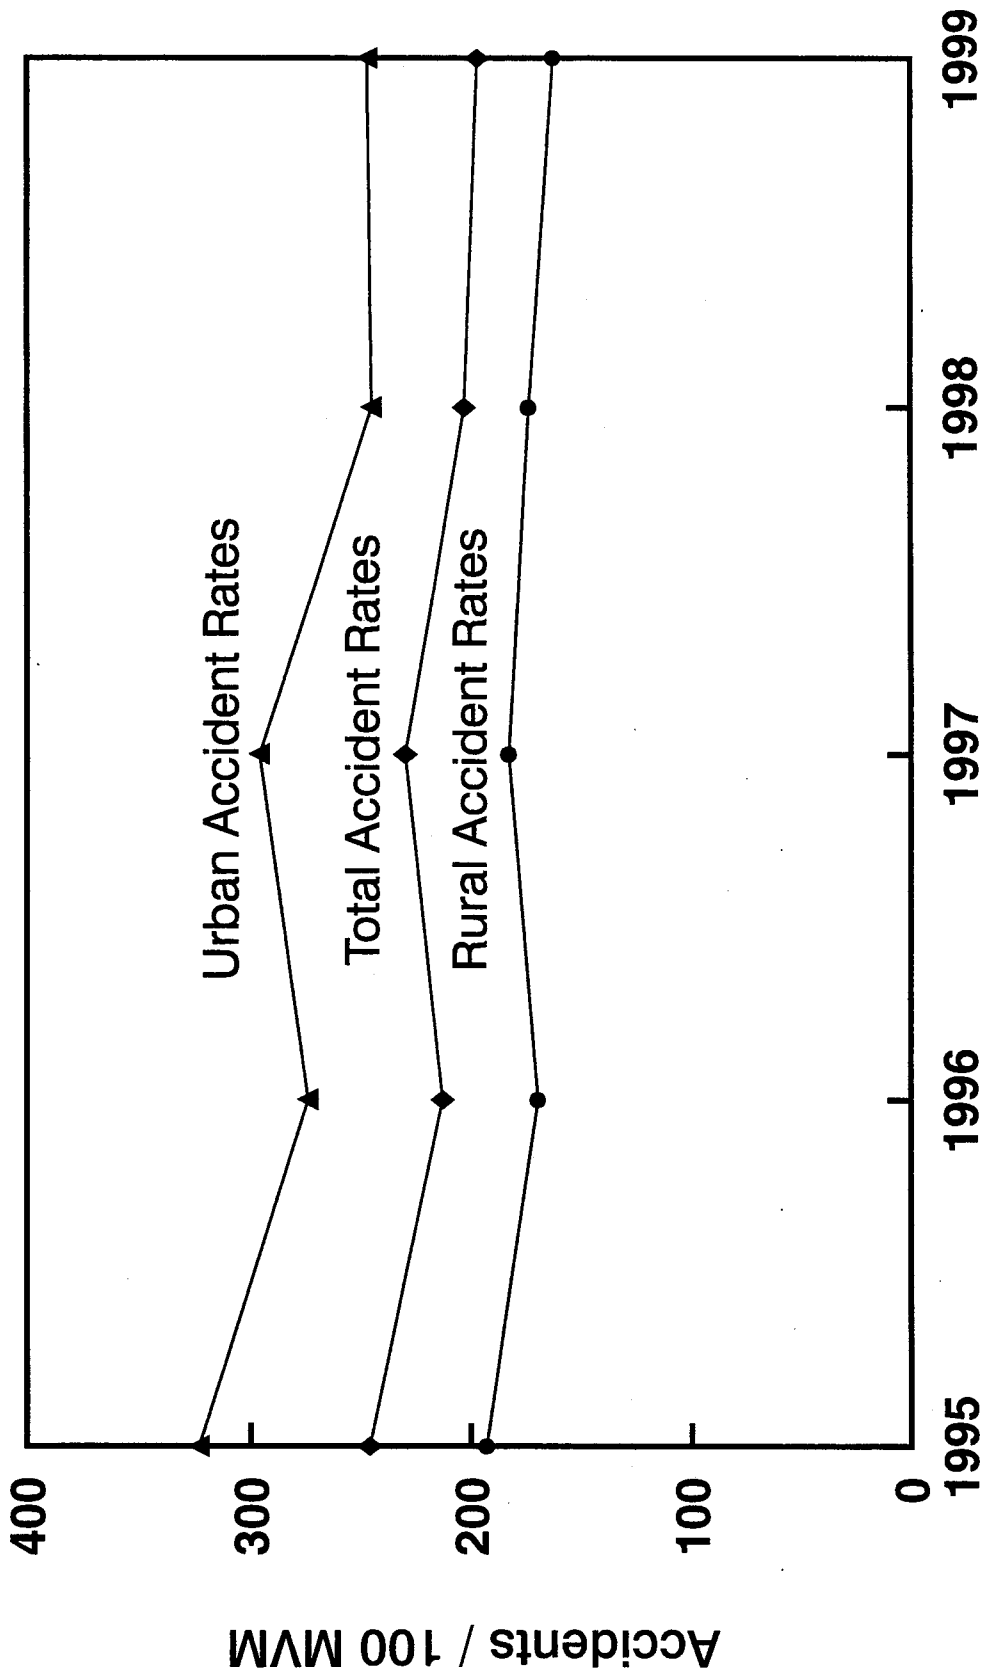 Accidents / 100 MVM
400
300
200
100
0
Urban Accident Rates
Total Accident Rates
Rural Accident Rates
1995
1996
1997
1998
1999